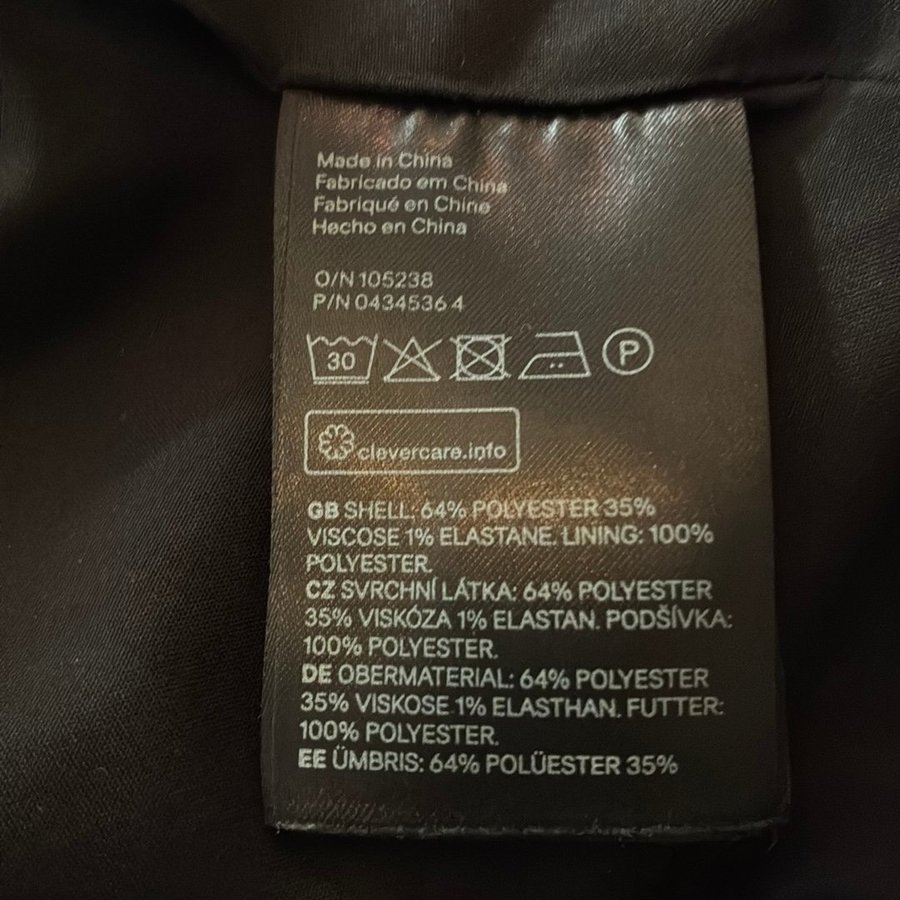 Made in China
Fabricado em China
Fabriqué en Chine
Hecho en China
O/N 105238
P/N 0434536 4
30 P
clevercare.info
GB SHELL: 64% POLYESTER 35%
VISCOSE 1% ELASTANE. LINING: 100%
POLYESTER.
CZ SVRCHNÍ LÁTKA: 64% POLYESTER
35% VISKÓZA 1% ELASTAN. PODŠÍVKA:
100% POLYESTER.
DE OBERMATERIAL: 64% POLYESTER
35% VISKOSE 1% ELASTHAN. FUTTER:
100% POLYESTER.
EE ÜMBRIS: 64% POLÜESTER 35%